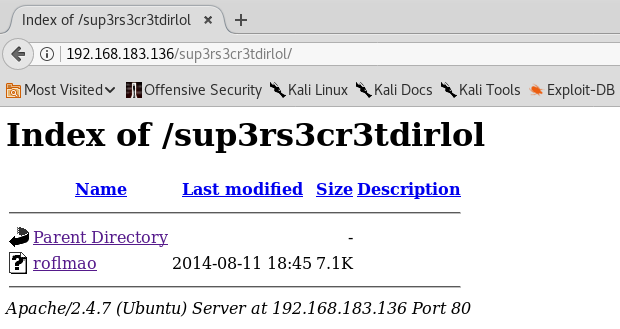 Index of /sup3rs3cr3tdirlol
192.168.183.136/sup3rs3cr3tdirlol/
Most Visited Offensive Security Kali Linux Kali Docs Kali Tools Exploit-DB
Index of /sup3rs3cr3tdirlol
Name Last modified Size Description
Parent Directory -
roflmao 2014-08-11 18:45 7.1K
Apache/2.4.7 (Ubuntu) Server at 192.168.183.136 Port 80